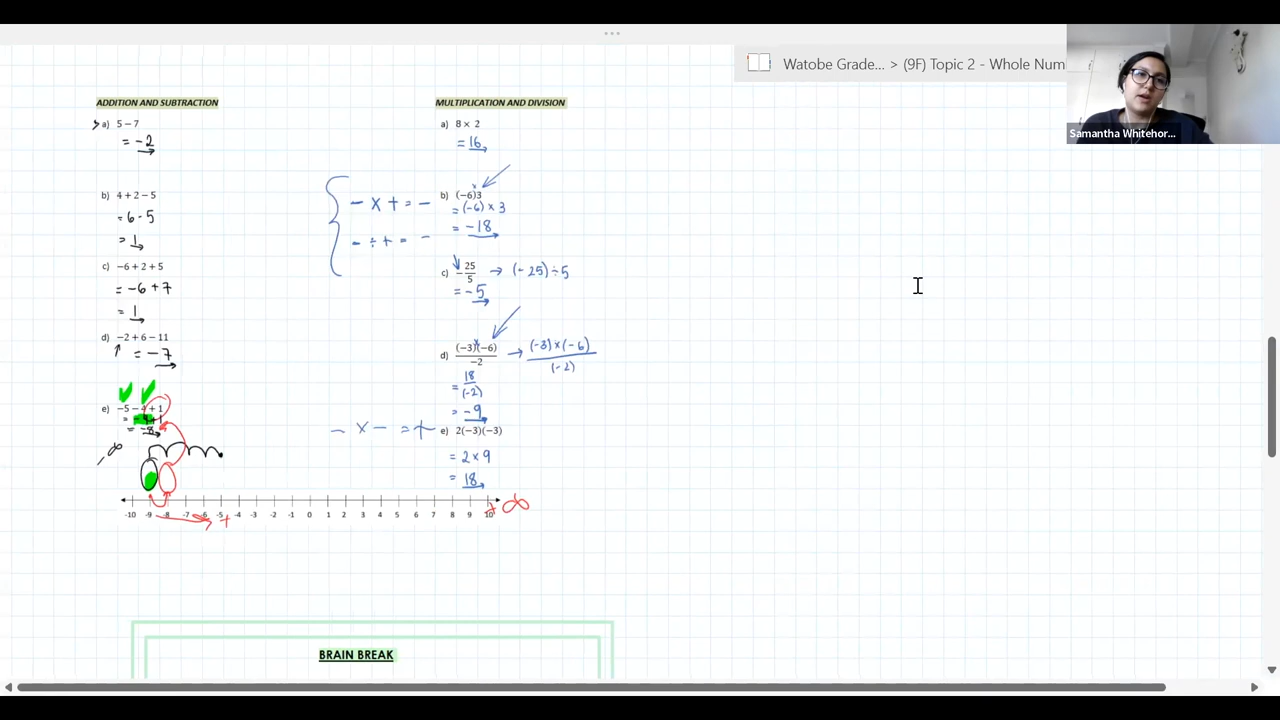 Watobe Grade... > (9F) Topic 2 - Whole Num
Samantha Whitehor...
ADDITION AND SUBTRACTION
a) 5 – 7
= -2
b) 4 + 2 – 5
= 6 - 5
= 1
c) –6 + 2 + 5
= -6 + 7
= 1
d) –2 + 6 – 11
= -7
e) –5 – 4 + 1
= -9 + 1
= -8
-∞
-10 -9 -8 -7 -6 -5 -4 -3 -2 -1 0 1 2 3 4 5 6 7 8 9 10
+
+∞
MULTIPLICATION AND DIVISION
a) 8 × 2
= 16
- × + = -
- ÷ + = -
b) (–6)3
×
= (-6) × 3
= -18
c) –25/5 → (-25) ÷ 5
= -5
d) (–3)(–6)/–2 → (-3) × (-6)/(-2)
×
= 18/(-2)
= -9
- × - = +
e) 2(–3)(–3)
= 2 × 9
= 18
BRAIN BREAK